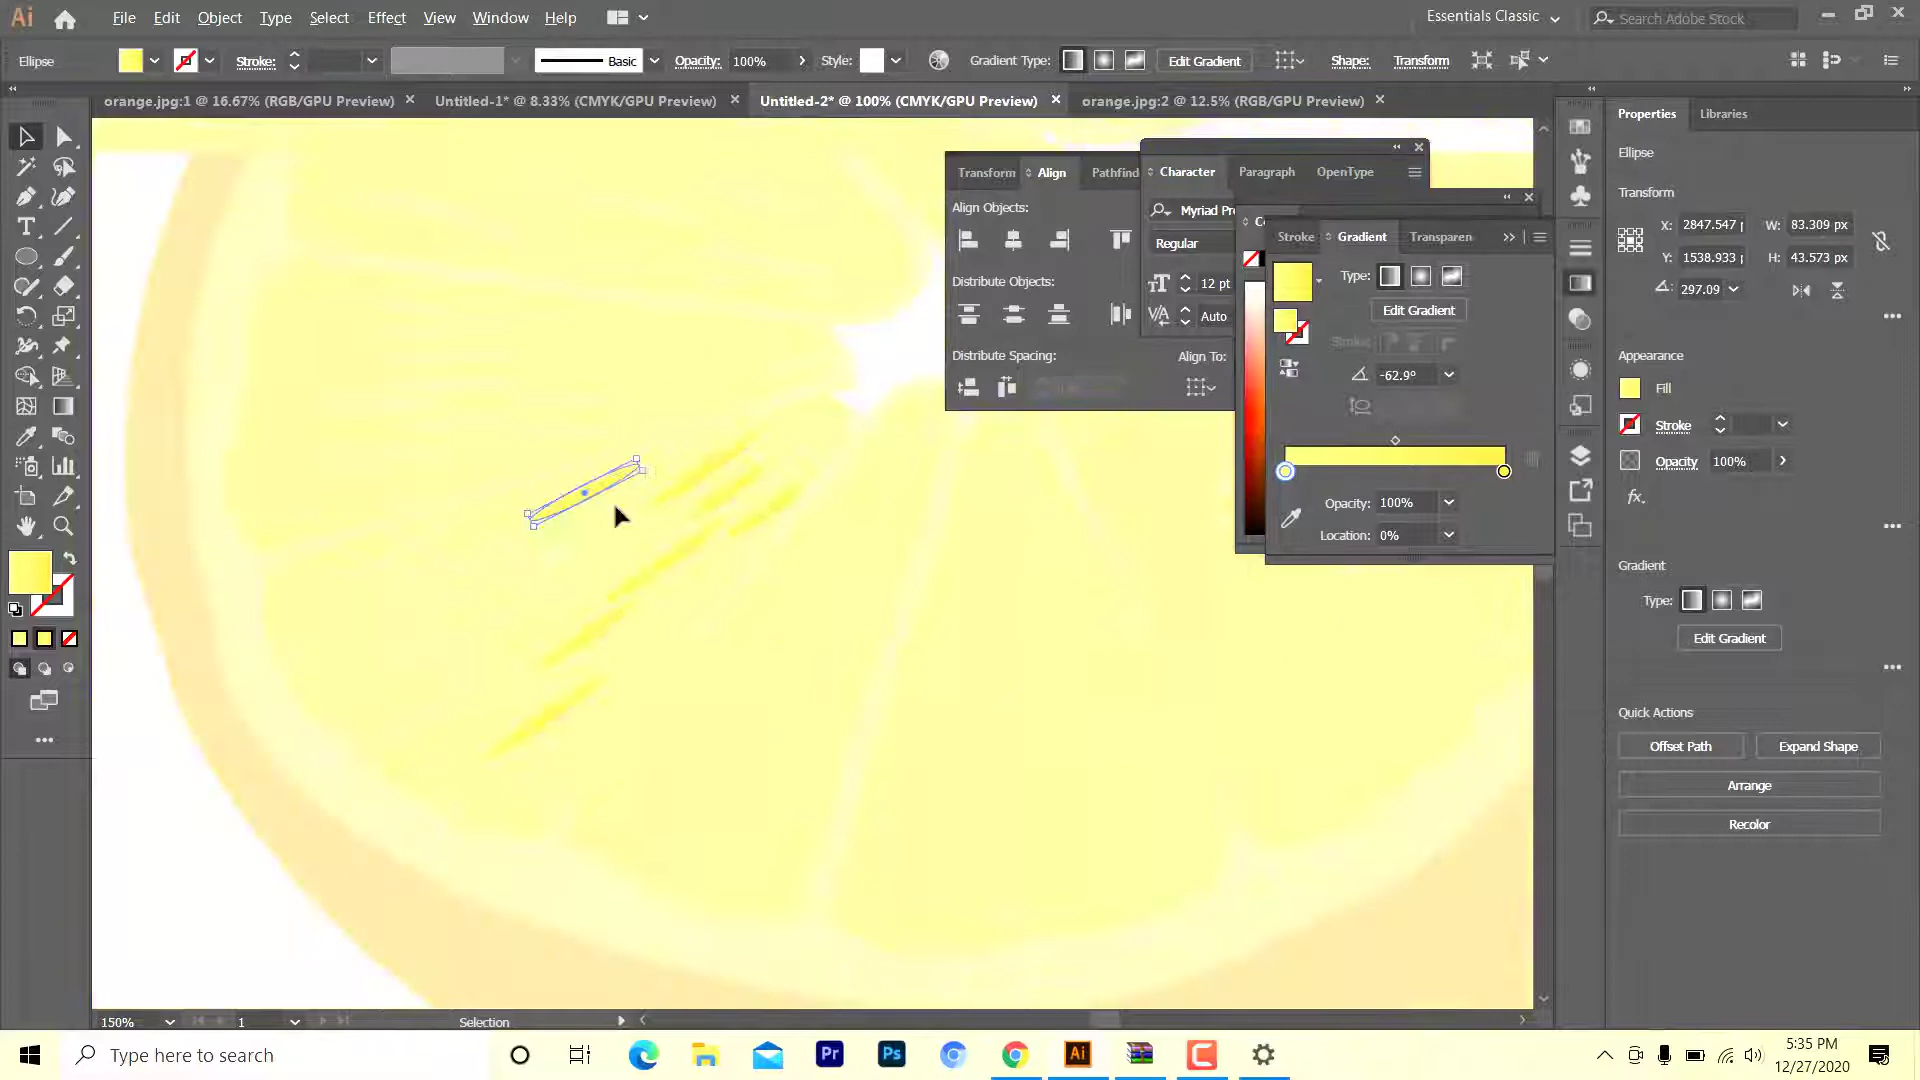 Ai File Edit Object Type Select Effect View Window Help Essentials Classic Search Adobe Stock
Ellipse Stroke: Basic Opacity: 100% Style: Gradient Type: Edit Gradient Shape: Transform
orange.jpg:1 @ 16.67% (RGB/GPU Preview) Untitled-1* @ 8.33% (CMYK/GPU Preview) Untitled-2* @ 100% (CMYK/GPU Preview) orange.jpg:2 @ 12.5% (RGB/GPU Preview)
Properties Libraries
Ellipse
Transform
X: 2847.547 W: 83.309 px
Y: 1538.933 H: 43.573 px
297.09
Appearance
Fill
Stroke
Opacity 100%
fx
Gradient
Type:
Edit Gradient
Quick Actions
Offset Path Expand Shape
Arrange
Recolor
Transform Align Pathfind
Align Objects:
Distribute Objects:
Distribute Spacing: Align To:
Character Paragraph OpenType
Myriad Pro
Regular
12 pt
Auto
Stroke Gradient Transparen
Type:
Edit Gradient
Stroke:
-62.9°
Opacity: 100%
Location: 0%
150% 1 Selection
Type here to search Pr Ps Ai 5:35 PM
12/27/2020